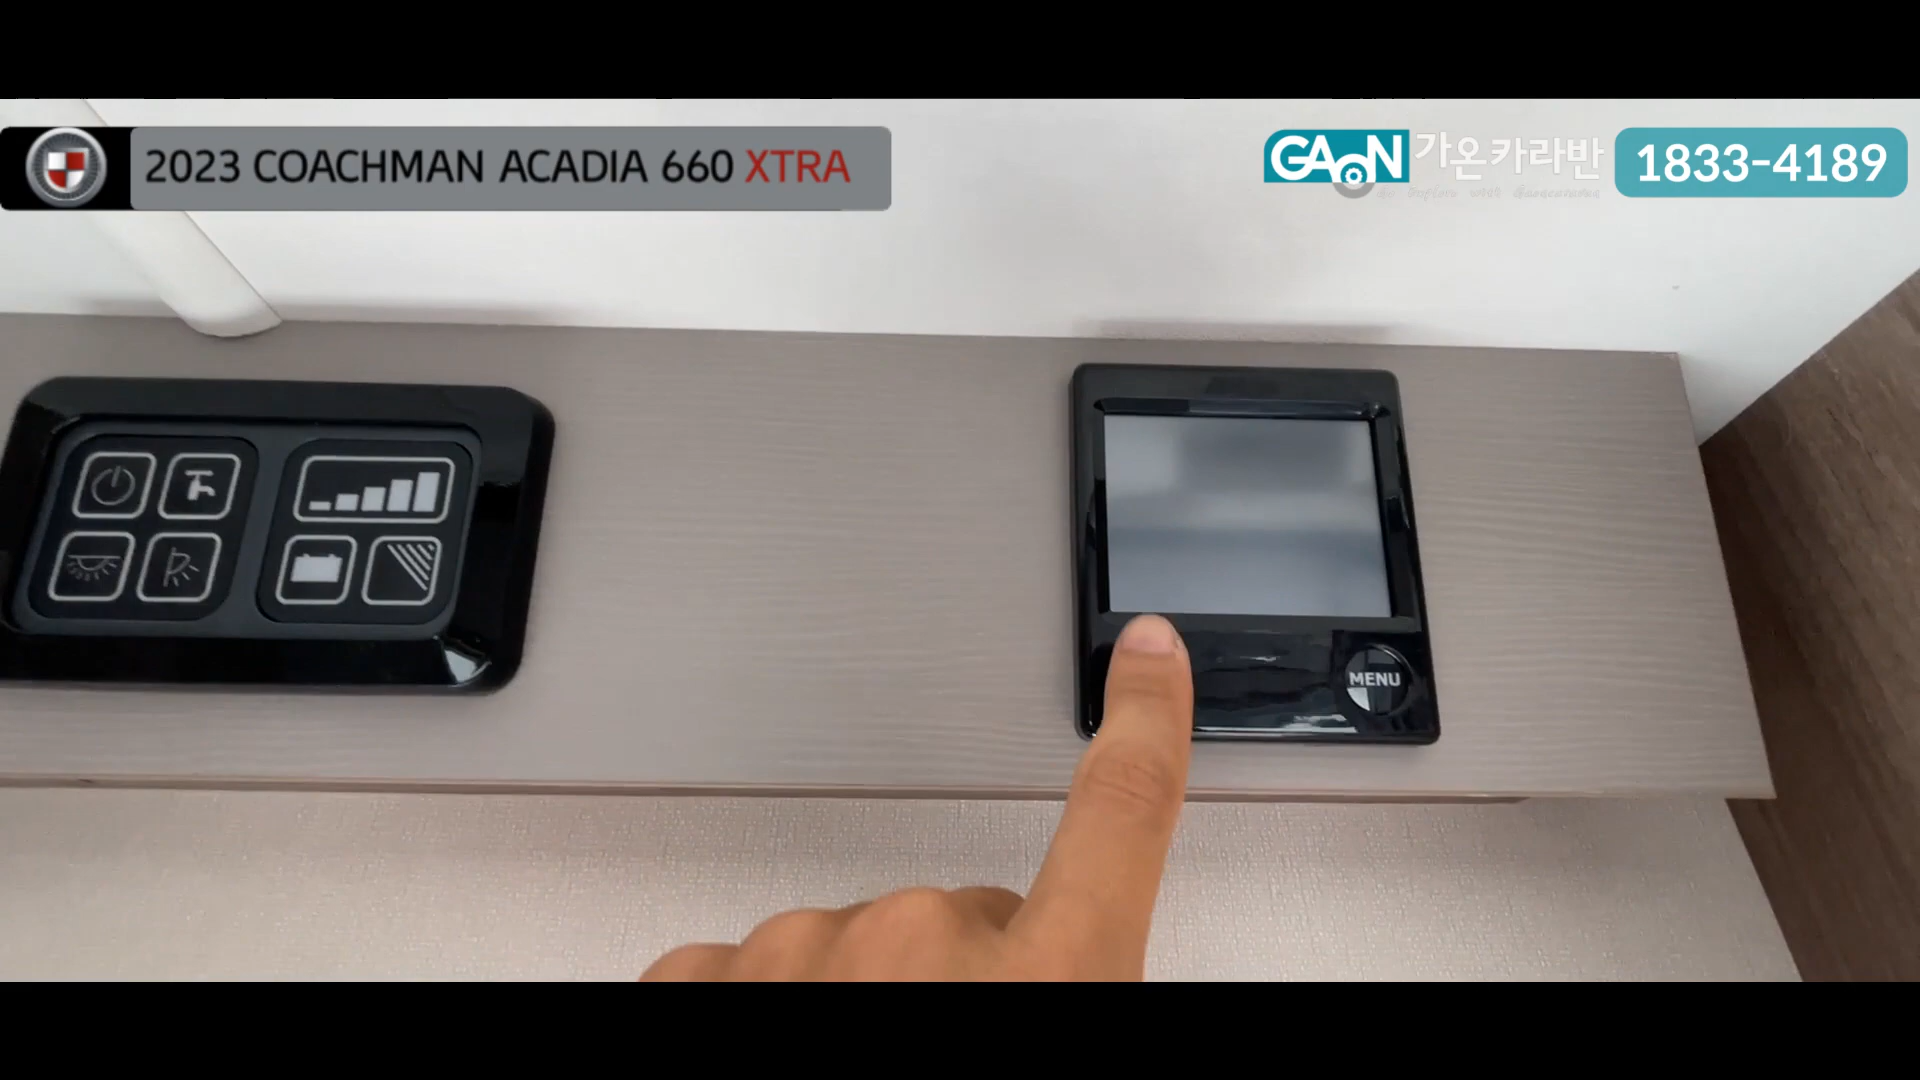 2023 COACHMAN ACADIA 660 XTRA
GAON 가온카라반
1833-4189
MENU